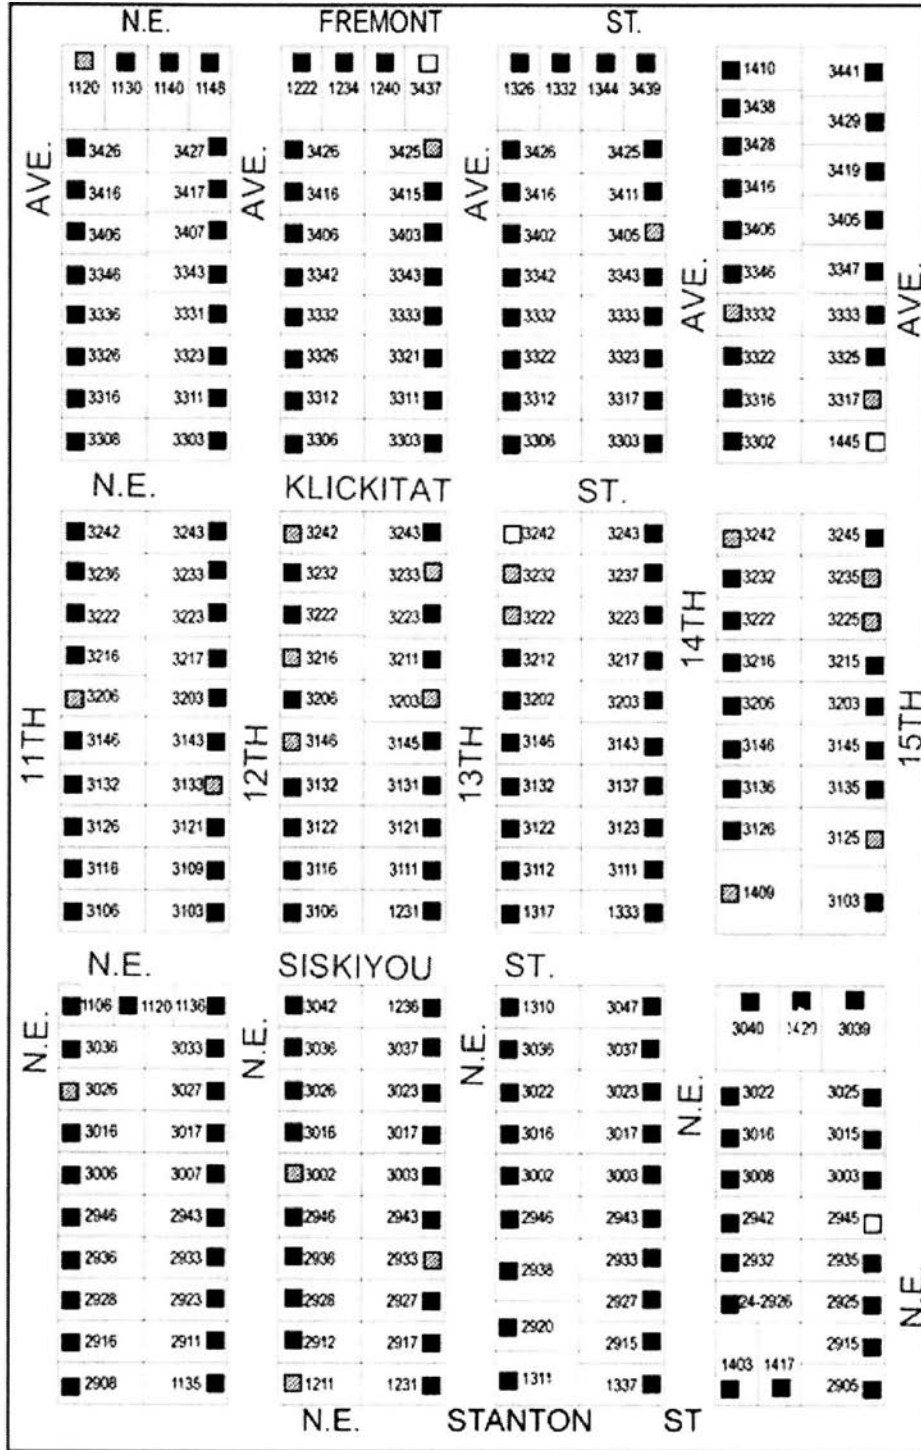 N.E. FREMONT ST.
1120 1130 1140 1148 1222 1234 1240 3437 1326 1332 1344 3439 1410 3441
3438 3429
AVE. 3426 3427 AVE. 3426 3425 AVE. 3426 3425 3428
3416 3417 3416 3415 3416 3411 3416 3419
3406 3407 3406 3403 3402 3405 3406 3405
3346 3343 3342 3343 3342 3343 AVE. 3346 3347 AVE.
3336 3331 3332 3333 3332 3333 3332 3333
3326 3323 3326 3321 3322 3323 3322 3325
3316 3311 3312 3311 3312 3317 3316 3317
3308 3303 3306 3303 3306 3303 3302 1445
N.E. KLICKITAT ST.
3242 3243 3242 3243 3242 3243 3242 3245
3236 3233 3232 3233 3232 3237 3232 3235
3222 3223 3222 3223 3222 3223 14TH 3222 3225
3216 3217 3216 3211 3212 3217 3216 3215
11TH 3206 3203 12TH 3206 3203 13TH 3202 3203 3206 3203 15TH
3146 3143 3146 3145 3146 3143 3146 3145
3132 3133 3132 3131 3132 3137 3136 3135
3126 3121 3122 3121 3122 3123 3126 3125
3116 3109 3116 3111 3112 3111 1409
3106 3103 3106 1231 1317 1333 3103
N.E. SISKIYOU ST.
1106 1120 1136 3042 1236 1310 3047 3040 1429 3039
N.E. 3036 3033 N.E. 3036 3037 N.E. 3036 3037
3026 3027 3026 3023 3022 3023 N.E. 3022 3025
3016 3017 3016 3017 3016 3017 3016 3015
3006 3007 3002 3003 3002 3003 3008 3003
2946 2943 2946 2943 2946 2943 2942 2945
2936 2933 2936 2933 2938 2933 2932 2935 N.E.
2928 2923 2928 2927 2927 24-2926 2925
2916 2911 2912 2917 2920 2915 2915
2908 1135 1211 1231 1311 1337 1403 1417 2905
N.E. STANTON ST